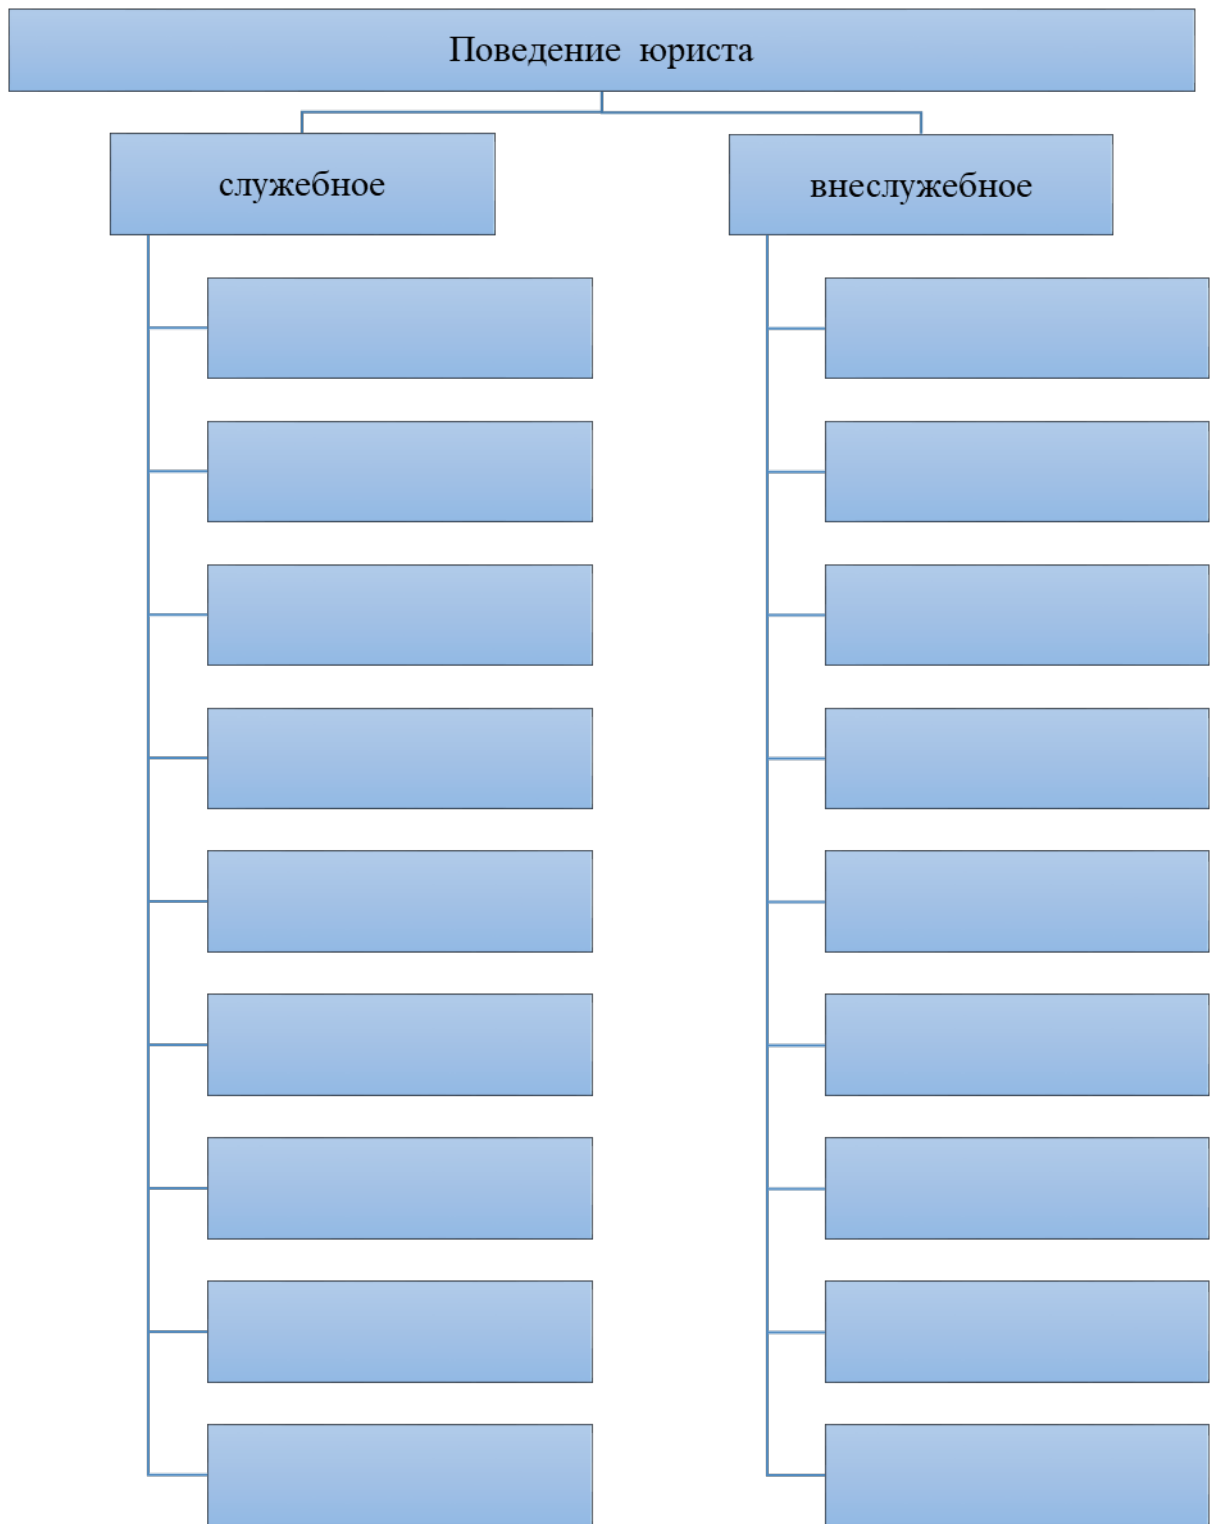 Поведение юриста
служебное
внеслужебное